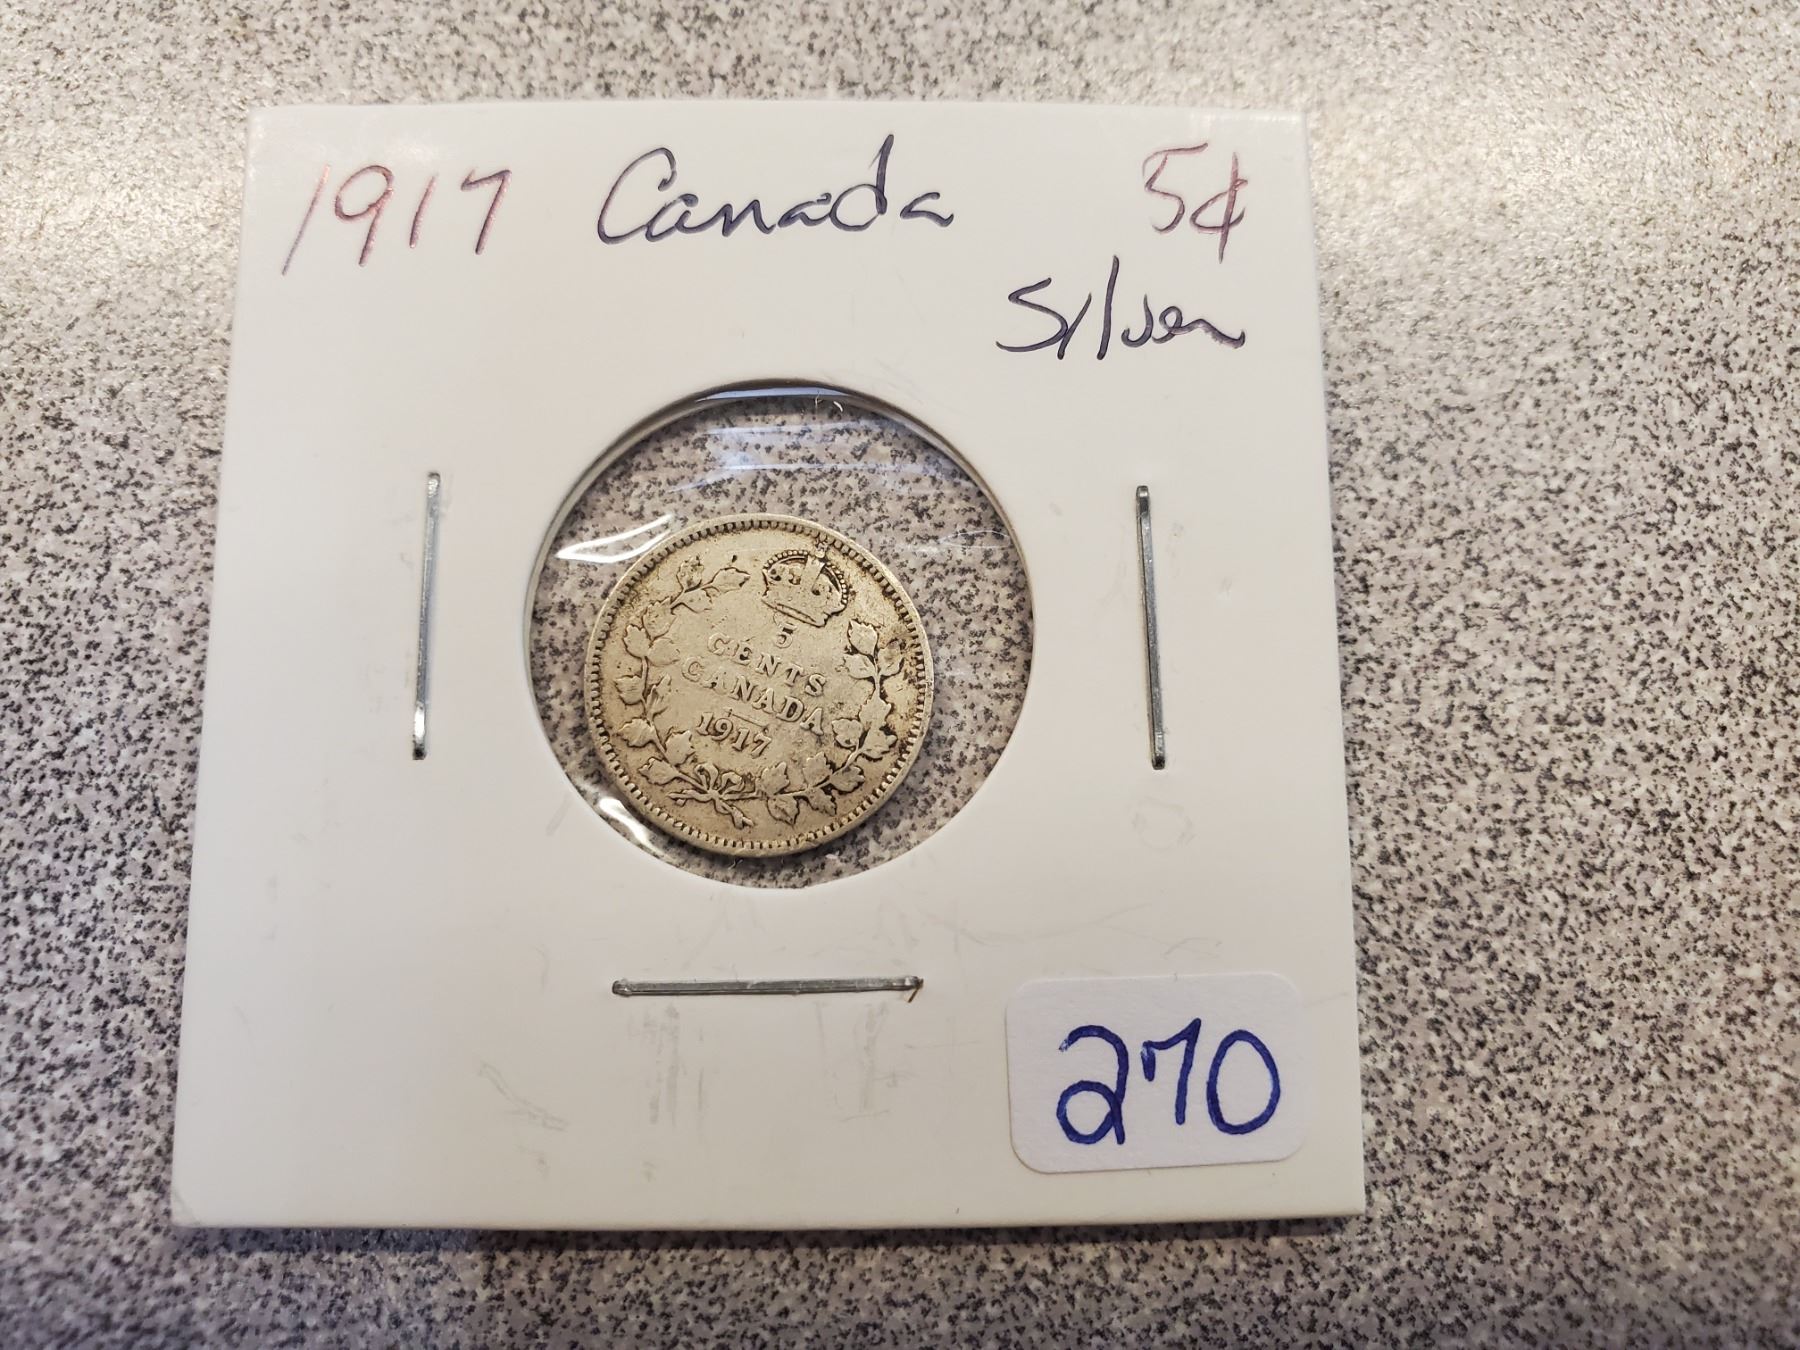 1917 Canada 5¢
Silver
5
CENTS
CANADA
1917
270